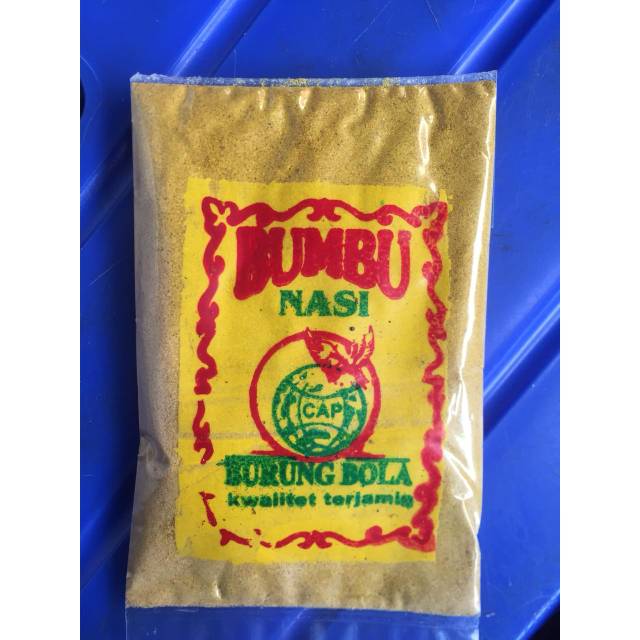 BUMBU
NASI
CAP
BURUNG BOLA
kwalitet terjamin